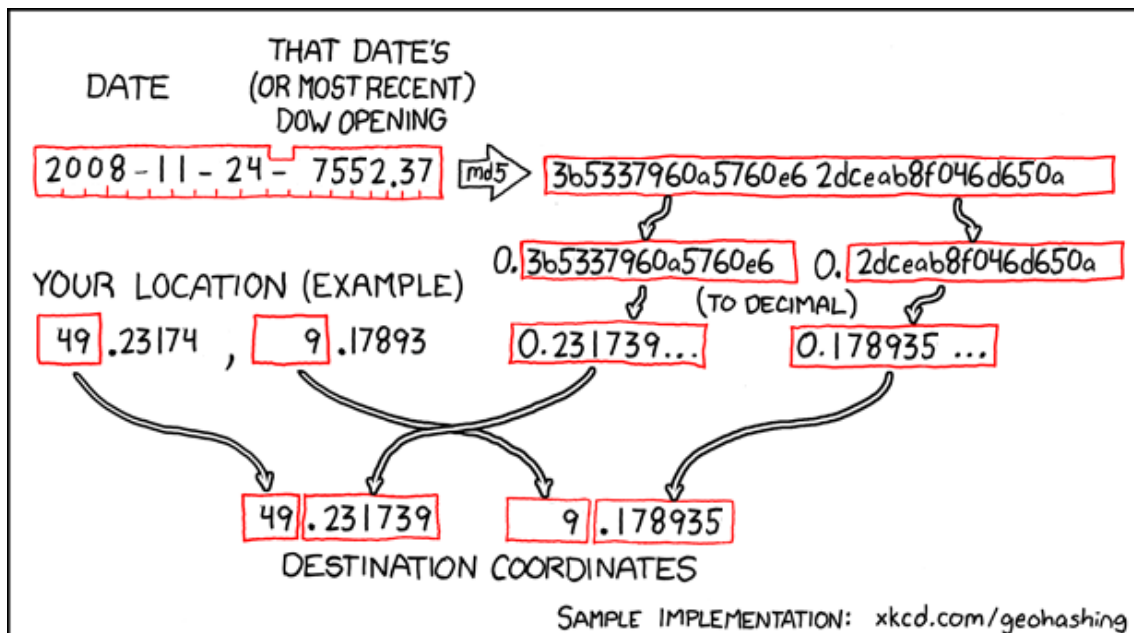 DATE
THAT DATE'S
(OR MOST RECENT)
DOW OPENING
2008-11-24-7552.37
md5
3b5337960a5760e6 2dceab8f046d650a
0.3b5337960a5760e6
0.2dceab8f046d650a
(TO DECIMAL)
YOUR LOCATION (EXAMPLE)
49.23174, 9.17893
0.231739...
0.178935 ...
49.231739
9.178935
DESTINATION COORDINATES
SAMPLE IMPLEMENTATION: xkcd.com/geohashing